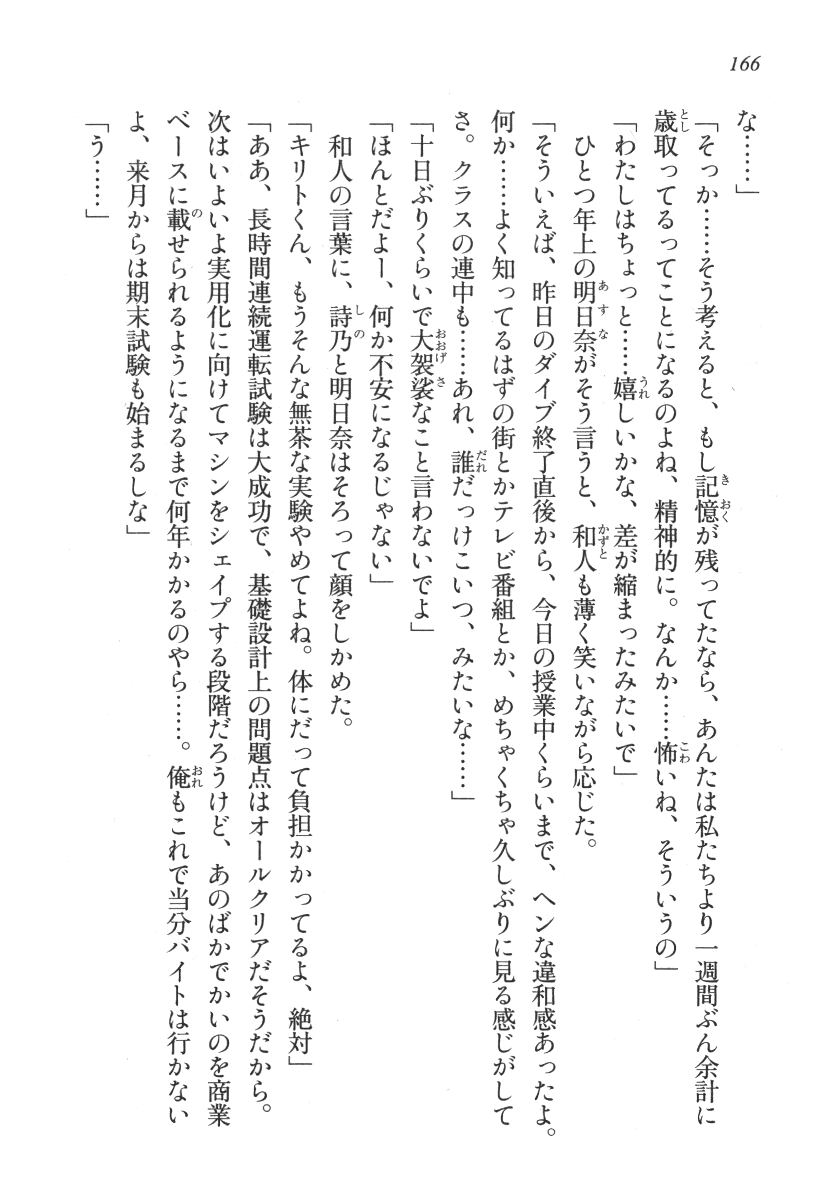 166
な……」
「そっか……そう考えると、もし記憶が残ってたなら、あんたは私たちより一週間ぶん余計に
歳取ってるってことになるのよね、精神的に。なんか……怖いね、そういうの」
「わたしはちょっと……嬉しいかな、差が縮まったみたいで」
ひとつ年上の明日奈がそう言うと、和人も薄く笑いながら応じた。
「そういえば、昨日のダイブ終了直後から、今日の授業中くらいまで、ヘンな違和感あったよ。
何か……よく知ってるはずの街とかテレビ番組とか、めちゃくちゃ久しぶりに見る感じがして
さ。クラスの連中も……あれ、誰だっけこいつ、みたいな……」
「十日ぶりくらいで大袈裟なこと言わないでよ」
「ほんとだよー、何か不安になるじゃない」
和人の言葉に、詩乃と明日奈はそろって顔をしかめた。
「キリトくん、もうそんな無茶な実験やめてよね。体にだって負担かかってるよ、絶対」
「ああ、長時間連続運転試験は大成功で、基礎設計上の問題点はオールクリアだそうだから。
次はいよいよ実用化に向けてマシンをシェイプする段階だろうけど、あのばかでかいのを商業
ベースに載せられるようになるまで何年かかるのやら……。俺もこれで当分バイトは行かない
よ、来月からは期末試験も始まるしな」
「う……」